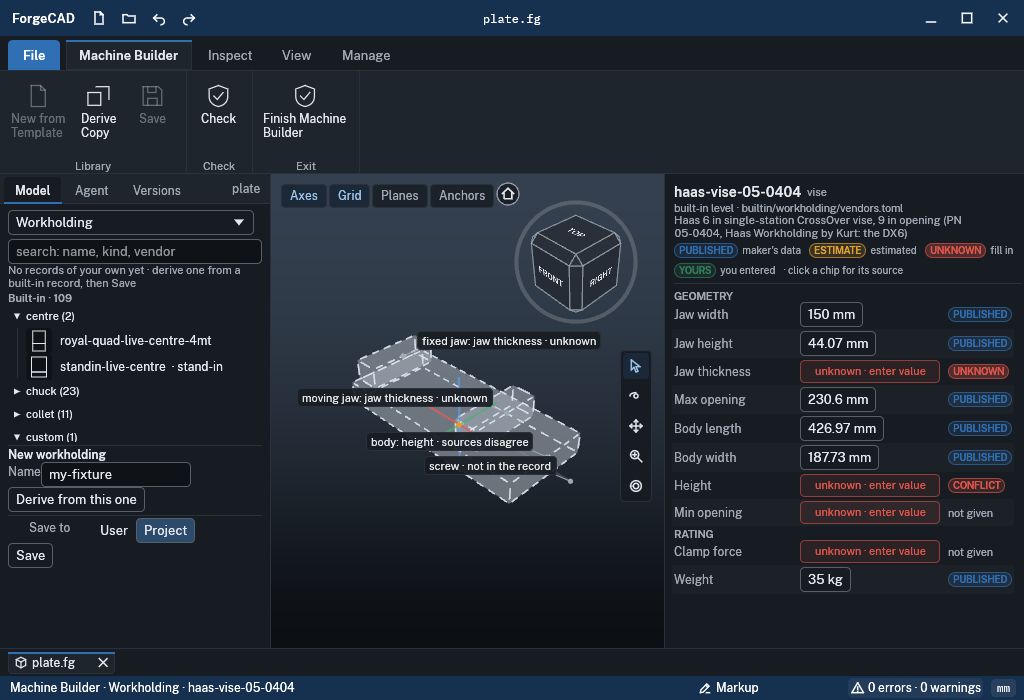 ForgeCAD
plate.fg
File
Machine Builder
Inspect
View
Manage
New from Template
Derive Copy
Save
Check
Finish Machine Builder
Library
Check
Exit
Model
Agent
Versions
plate
Workholding
search: name, kind, vendor
No records of your own yet · derive one from a
built-in record, then Save
Built-in · 109
centre (2)
royal-quad-live-centre-4mt
standin-live-centre · stand-in
chuck (23)
collet (11)
custom (1)
New workholding
Name
my-fixture
Derive from this one
Save to
User
Project
Save
Axes
Grid
Planes
Anchors
TOP
FRONT
RIGHT
fixed jaw: jaw thickness · unknown
moving jaw: jaw thickness · unknown
body: height · sources disagree
screw · not in the record
haas-vise-05-0404 vise
built-in level · builtin/workholding/vendors.toml
Haas 6 in single-station CrossOver vise, 9 in opening (PN
05-0404, Haas Workholding by Kurt: the DX6)
PUBLISHED maker's data ESTIMATE estimated UNKNOWN fill in
YOURS you entered · click a chip for its source
GEOMETRY
Jaw width 150 mm PUBLISHED
Jaw height 44.07 mm PUBLISHED
Jaw thickness unknown · enter value UNKNOWN
Max opening 230.6 mm PUBLISHED
Body length 426.97 mm PUBLISHED
Body width 187.73 mm PUBLISHED
Height unknown · enter value CONFLICT
Min opening unknown · enter value not given
RATING
Clamp force unknown · enter value not given
Weight 35 kg PUBLISHED
plate.fg
Machine Builder · Workholding · haas-vise-05-0404
Markup
0 errors · 0 warnings
mm